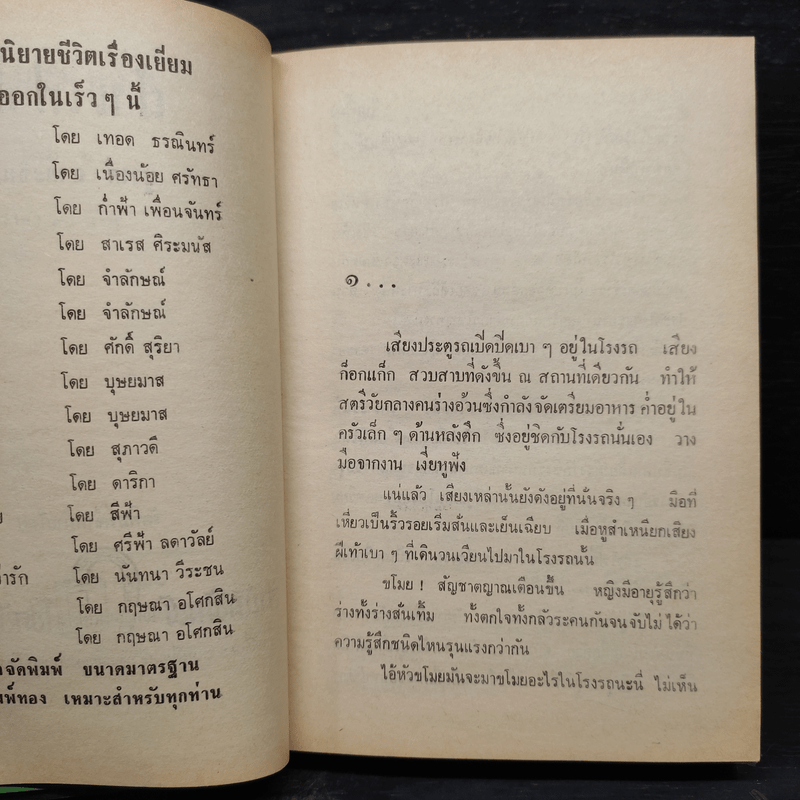 นิยายชีวิตเรื่องเยี่ยม
ออกในเร็ว ๆ นี้
โดย เทอด ธรณินทร์
โดย เนื่องน้อย ศรัทธา
โดย ก่ำฟ้า เพื่อนจันทร์
โดย สาเรส ศิระมนัส
โดย จำลักษณ์
โดย จำลักษณ์
โดย ศักดิ์ สุริยา
โดย บุษยมาส
โดย บุษยมาส
โดย สุภาวดี
โดย ดาริกา
โดย สีฟ้า
โดย ศรีฟ้า ลดาวัลย์
รัก โดย นันทนา วีระชน
โดย กฤษณา อโศกสิน
โดย กฤษณา อโศกสิน
จัดพิมพ์ ขนาดมาตรฐาน
พ์ทอง เหมาะสำหรับทุกท่าน
๑...
เสียงประตูรถเปิดปิดเบา ๆ อยู่ในโรงรถ เสียง
ก็อกแก็ก สวบสาบที่ดังขึ้น ณ สถานที่เดียวกัน ทำให้
สตรีวัยกลางคนร่างอ้วนซึ่งกำลังจัดเตรียมอาหารค่ำอยู่ใน
ครัวเล็ก ๆ ด้านหลังตึก ซึ่งอยู่ชิดกับโรงรถนั่นเอง วาง
มือจากงาน เงี่ยหูฟัง
แน่แล้ว เสียงเหล่านั้นยังดังอยู่ที่นั่นจริง ๆ มือที่
เหี่ยวเป็นริ้วรอยเริ่มสั่นและเย็นเฉียบ เมื่อหูสำเหนียกเสียง
ฝีเท้าเบา ๆ ที่เดินวนเวียนไปมาในโรงรถนั้น
ขโมย ! สัญชาตญาณเตือนขึ้น หญิงมีอายุรู้สึกว่า
ร่างทั้งร่างสั่นเทิ้ม ทั้งตกใจทั้งกลัวระคนกันจนจับไม่ได้ว่า
ความรู้สึกชนิดไหนรุนแรงกว่ากัน
ไอ้หัวขโมยมันจะมาขโมยอะไรในโรงรถนะนี่ ไม่เห็น